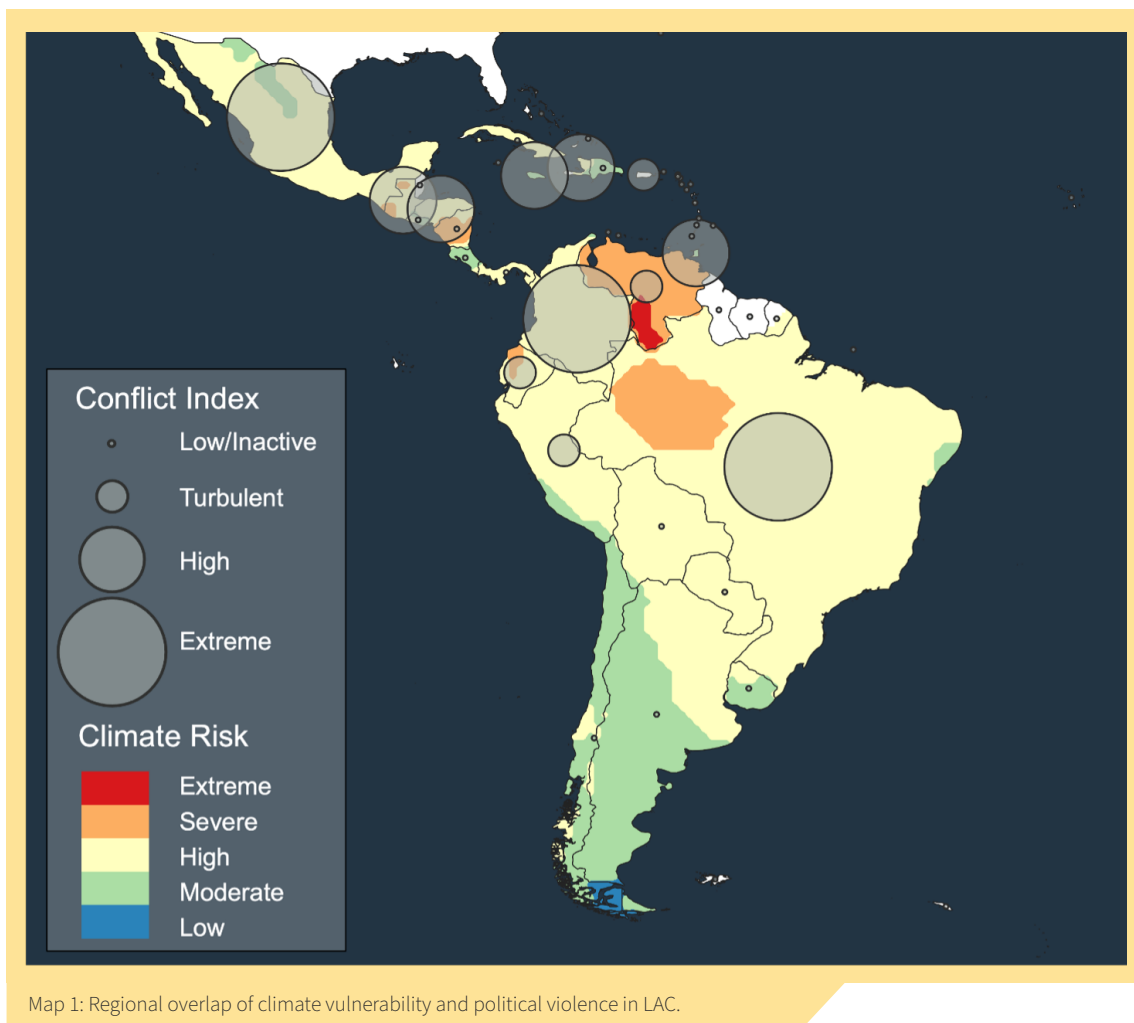 Conflict Index
Low/Inactive
Turbulent
High
Extreme
Climate Risk
Extreme
Severe
High
Moderate
Low
Map 1: Regional overlap of climate vulnerability and political violence in LAC.